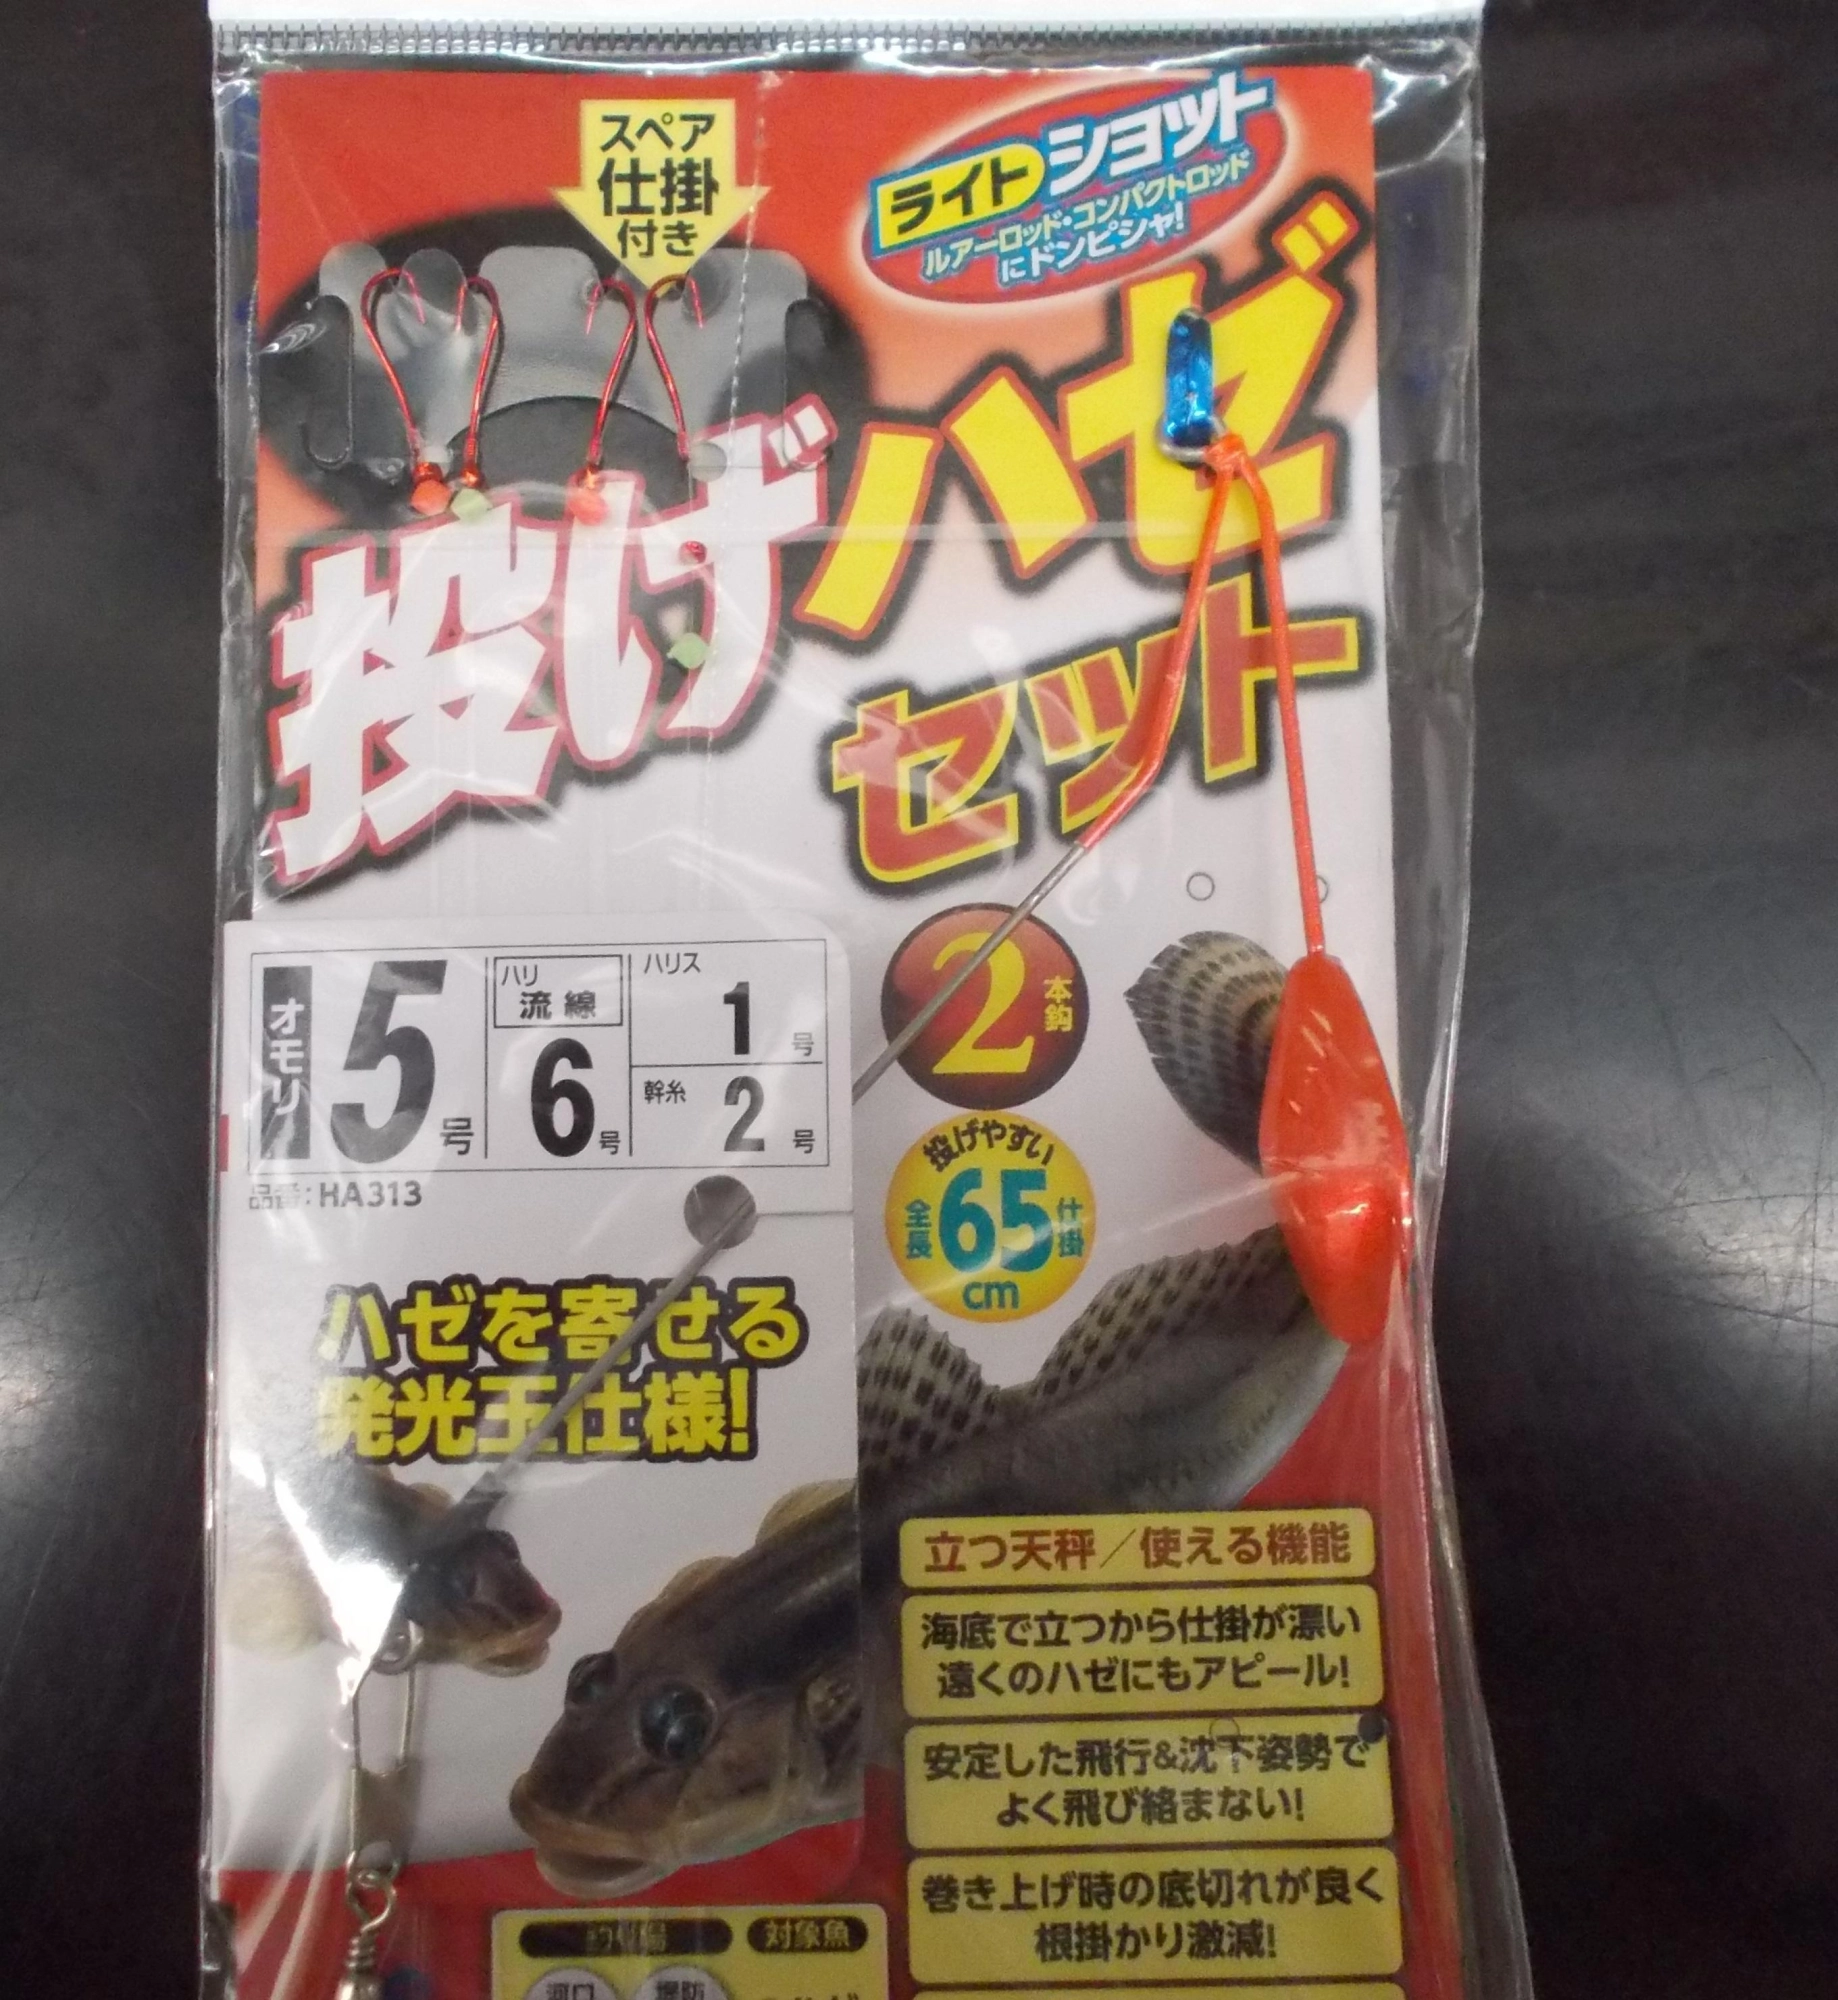 スペア
仕掛
付き
ライトショット
ルアーロッド・コンパクトロッド
にドンピシャ!
投げハゼ
セット
オモリ 5号
ハリ
流線
6号
ハリス
1号
幹糸 2号
品番:HA313
2本鈎
投げやすい
全長65cm仕掛
ハゼを寄せる
発光玉仕様!
立つ天秤/使える機能
海底で立つから仕掛が漂い
遠くのハゼにもアピール!
安定した飛行&沈下姿勢で
よく飛び絡まない!
巻き上げ時の底切れが良く
根掛かり激減!
釣り場 対象魚
河口 堤防